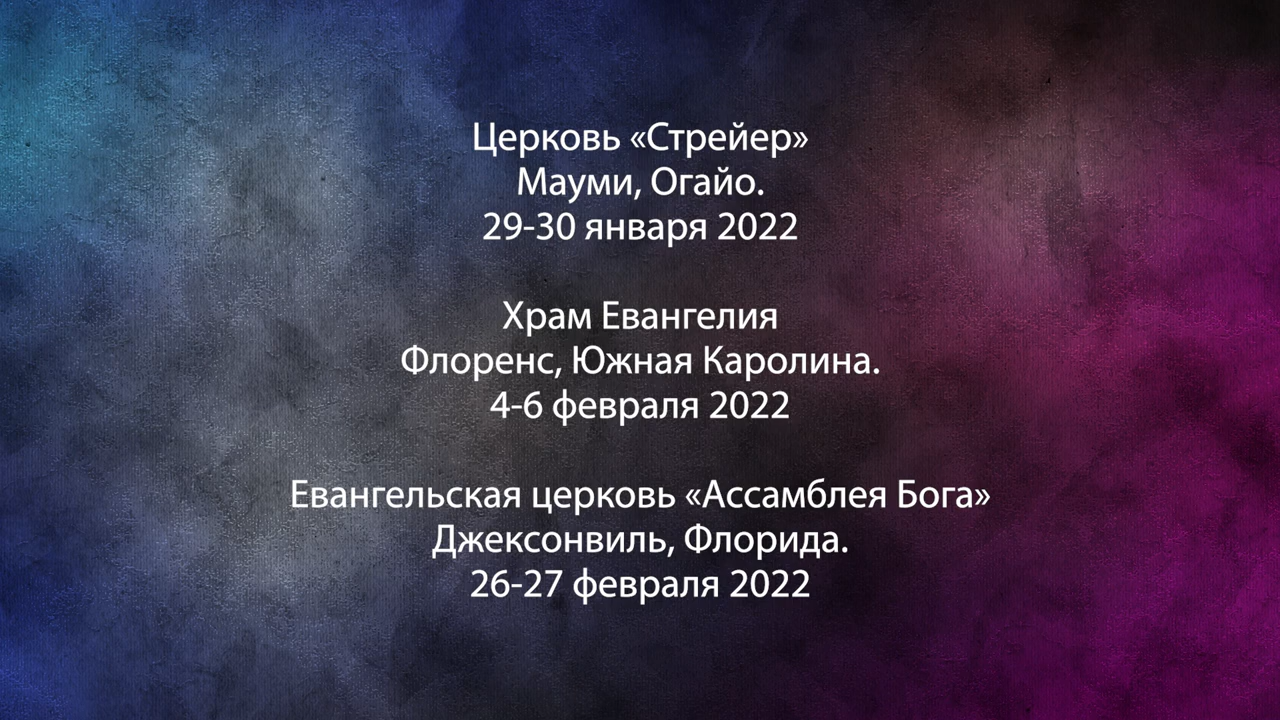 Церковь «Стрейер»
Мауми, Огайо.
29-30 января 2022
Храм Евангелия
Флоренс, Южная Каролина.
4-6 февраля 2022
Евангельская церковь «Ассамблея Бога»
Джексонвиль, Флорида.
26-27 февраля 2022